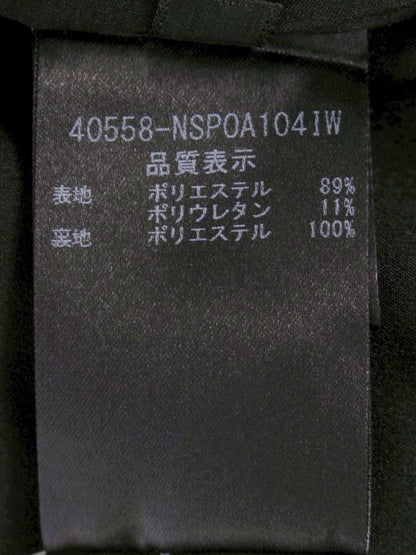 40558-NSPOA104IW
品質表示
表地 ポリエステル 89%
ポリウレタン 11%
裏地 ポリエステル 100%